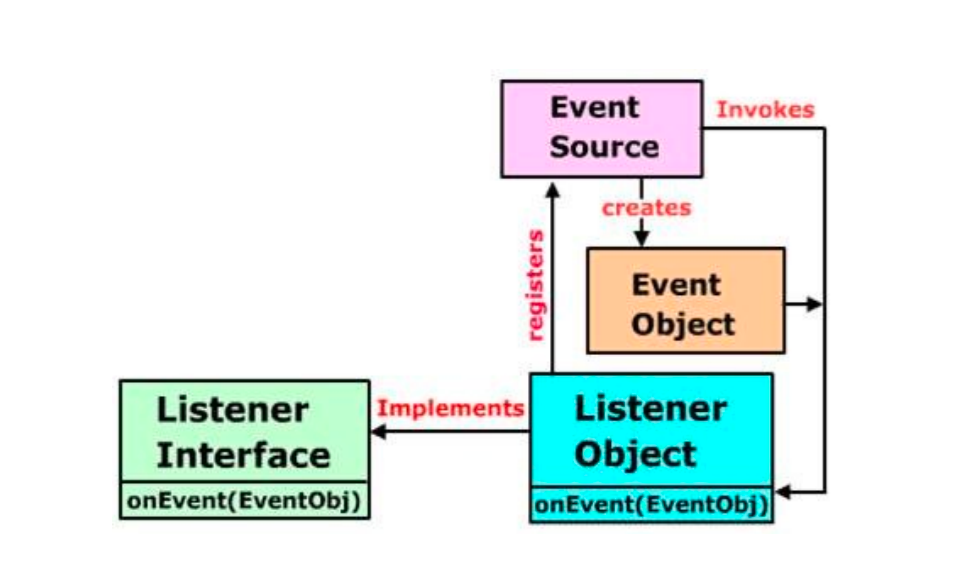 Event
Source
Invokes
creates
registers
Event
Object
Listener
Interface
onEvent(EventObj)
Implements
Listener
Object
onEvent(EventObj)